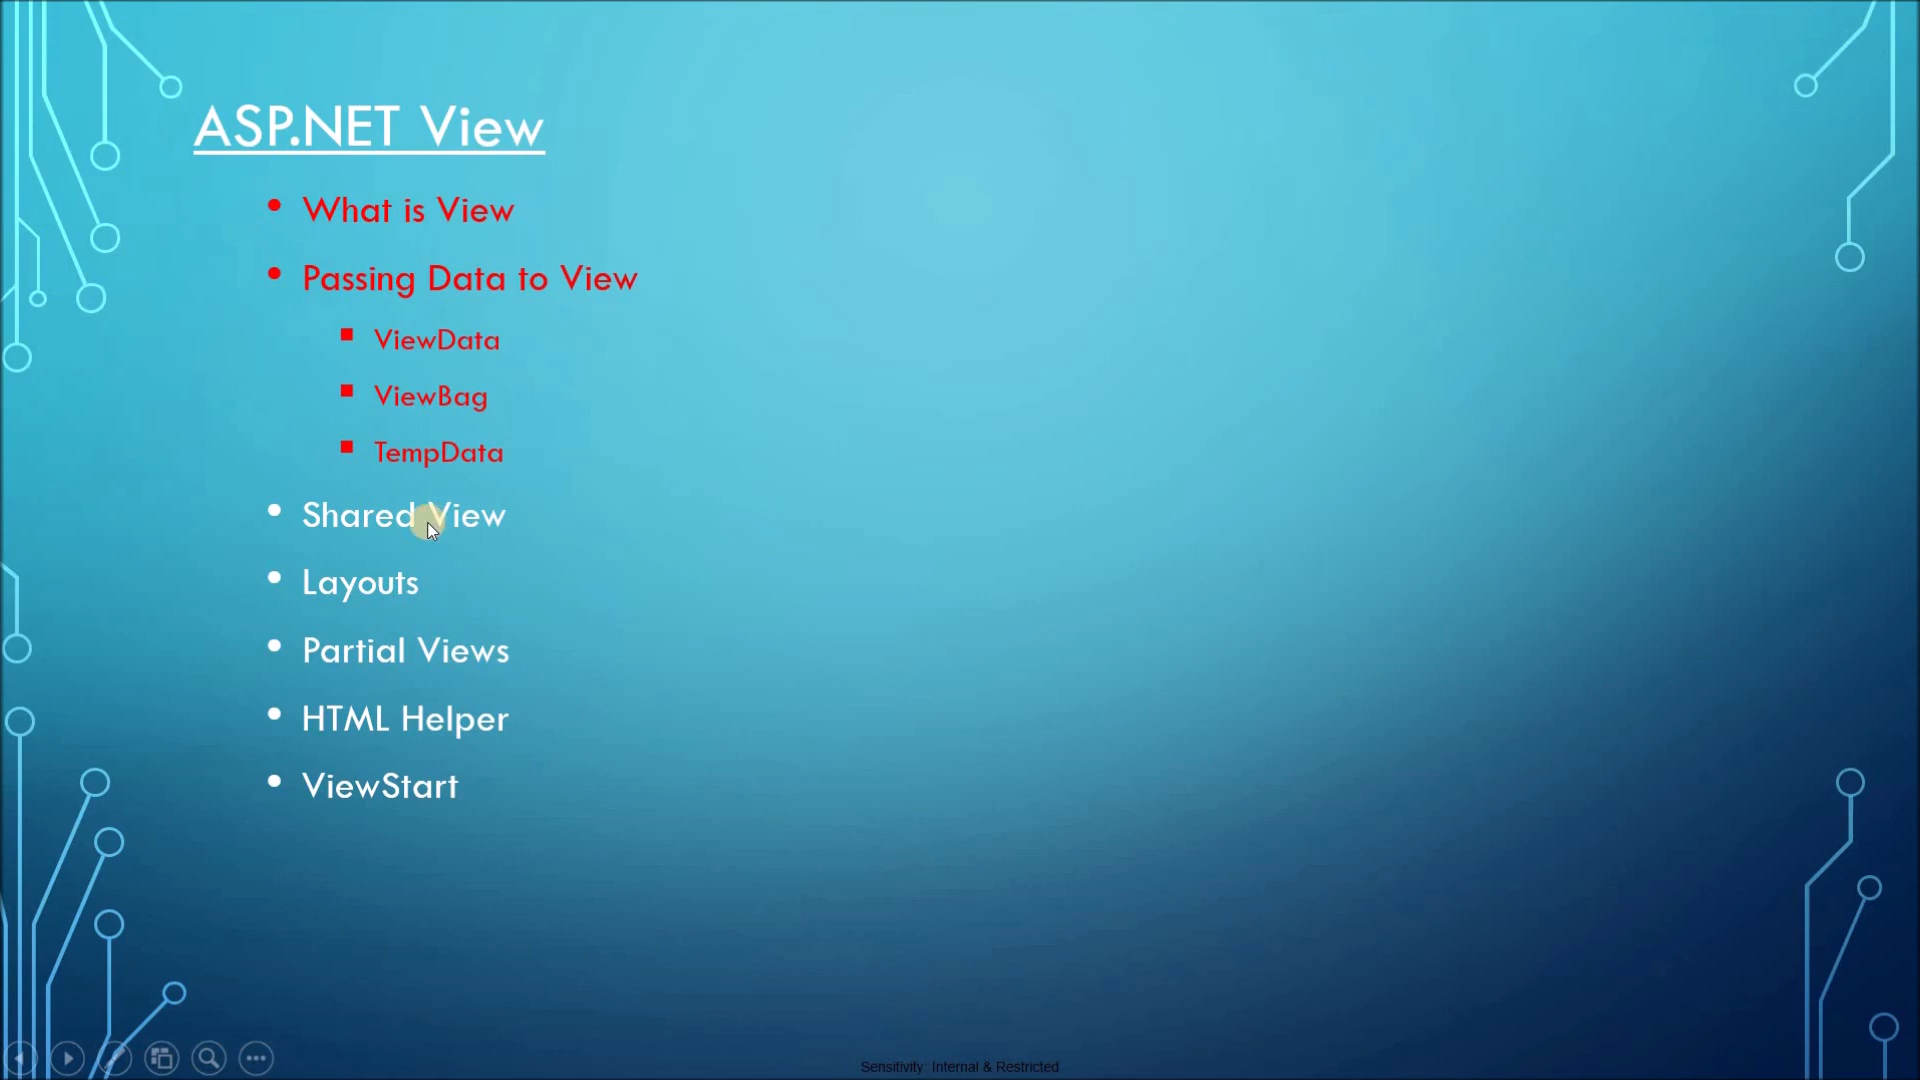 ASP.NET View
What is View
Passing Data to View
ViewData
ViewBag
TempData
Shared View
Layouts
Partial Views
HTML Helper
ViewStart
Sensitivity: Internal & Restricted